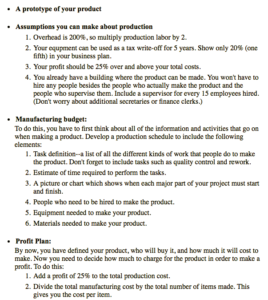 • A prototype of your product
• Assumptions you can make about production
1. Overhead is 200%, so multiply production labor by 2.
2. Your equpment can be used as a tax write-off for 5 years. Show only 20% (one
fifth) in your business plan.
3. Your profit should be 25% over and above your total costs.
4. You already have a building where the product can be made. You won't have to
hire any people besides the people who actually make the product and the
people who supervise them. Include a supervisor for every 15 employees hired.
(Don't worry about additional secretaries or finance clerks.)
• Manufacturing budget:
To do this, you have to first think about all of the information and activities that go on
when making a product. Develop a production schedule to include the following
elements:
1. Task definition--a list of all the different kinds of work that people do to make
the product. Don't forget to include tasks such as quality control and rework.
2. Estimate of time required to perform the tasks.
3. A picture or chart which shows when each major part of your project must start
and finish.
4. People who need to be hired to make the product.
5. Equipment needed to make your product.
6. Materials needed to make your product.
• Profit Plan:
By now, you have defined your product, who will buy it, and how much it will cost to
make. Now you need to decide how much to charge for the product in order to make a
profit. To do this:
1. Add a profit of 25% to the total production cost.
2. Divide the total manufacturing cost by the total number of items made. This
gives you the cost per item.